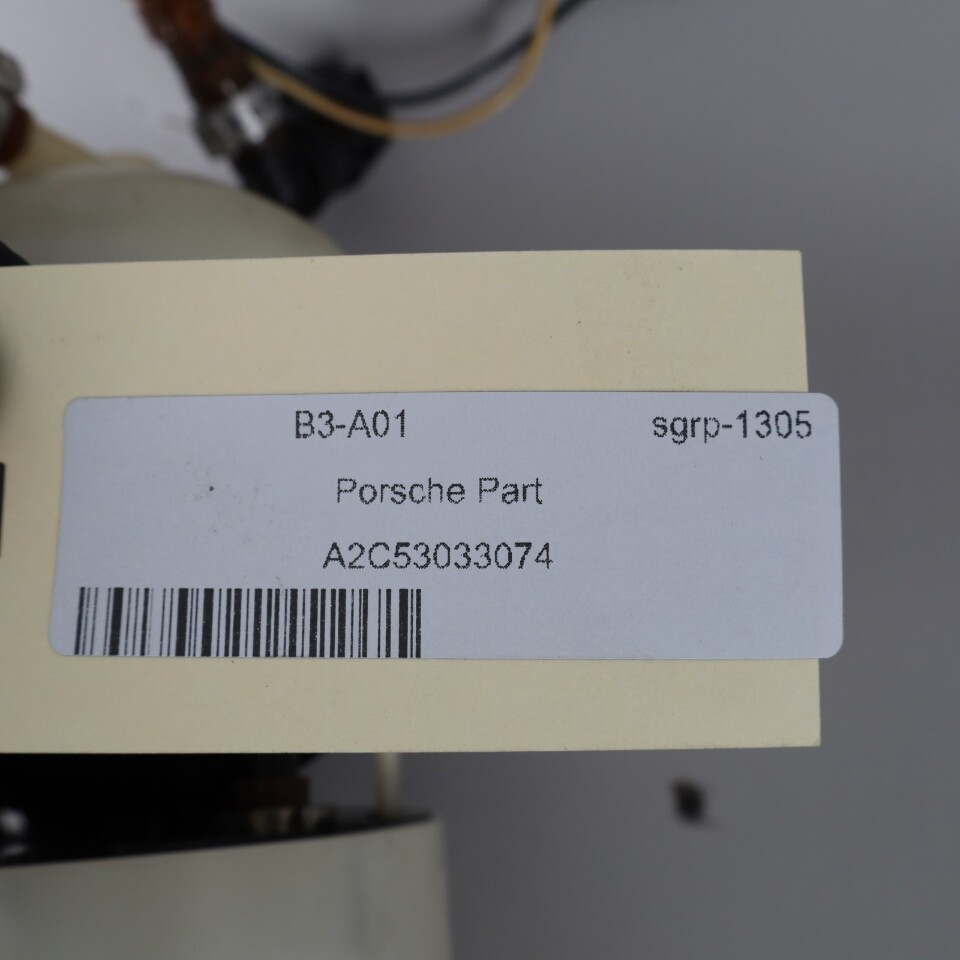 B3-A01 sgrp-1305
Porsche Part
A2C53033074